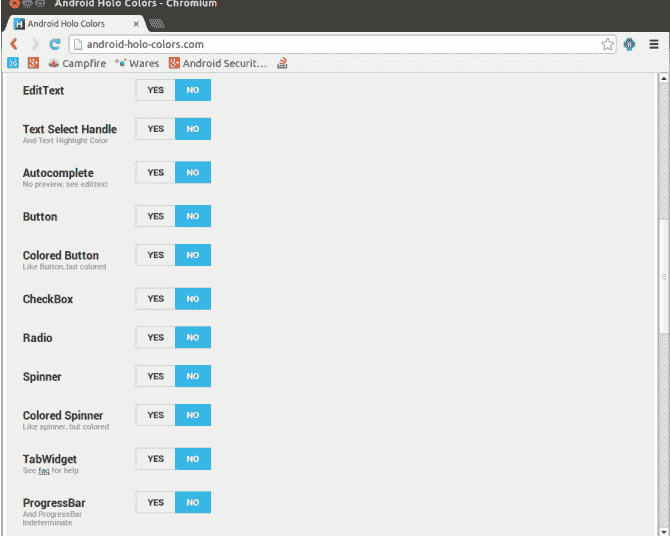 Android Holo Colors - Chromium
Android Holo Colors
android-holo-colors.com
26 Campfire Wares Android Securit...
EditText YES NO
Text Select Handle YES NO
And Text Highlight Color
Autocomplete YES NO
No preview, see edittext
Button YES NO
Colored Button YES NO
Like Button, but colored
CheckBox YES NO
Radio YES NO
Spinner YES NO
Colored Spinner YES NO
Like spinner, but colored
TabWidget YES NO
See faq for help
ProgressBar YES NO
And ProgressBar
Indeterminate